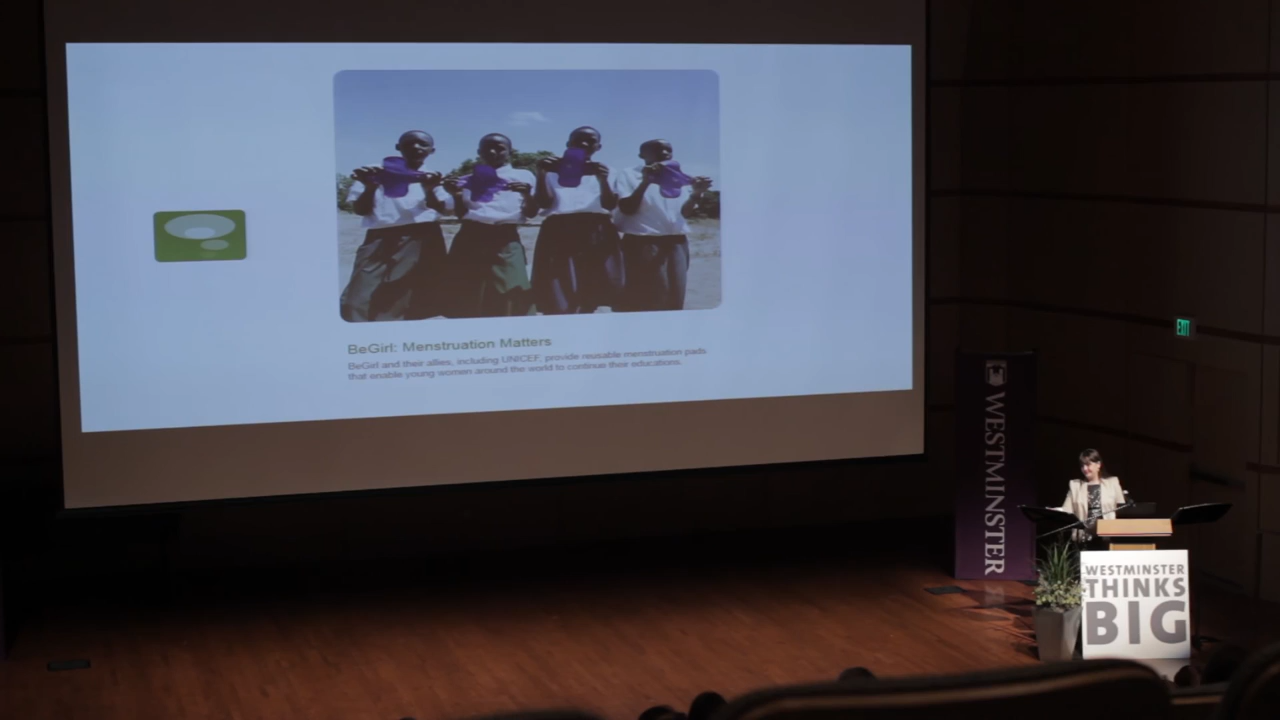 BeGirl: Menstruation Matters
BeGirl and their allies, including UNICEF, provide reusable menstruation pads
that enable young women around the world to continue their educations.
EXIT
WESTMINSTER
WESTMINSTER
THINKS
BIG